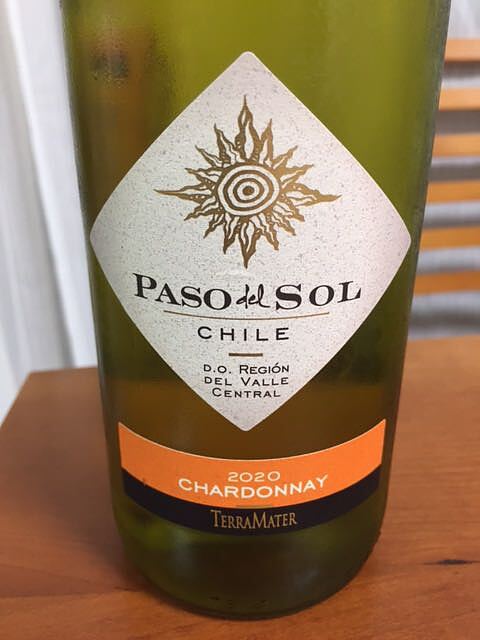 PASO del SOL
CHILE
D.O. REGIÓN
DEL VALLE
CENTRAL
2020
CHARDONNAY
TERRAMATER